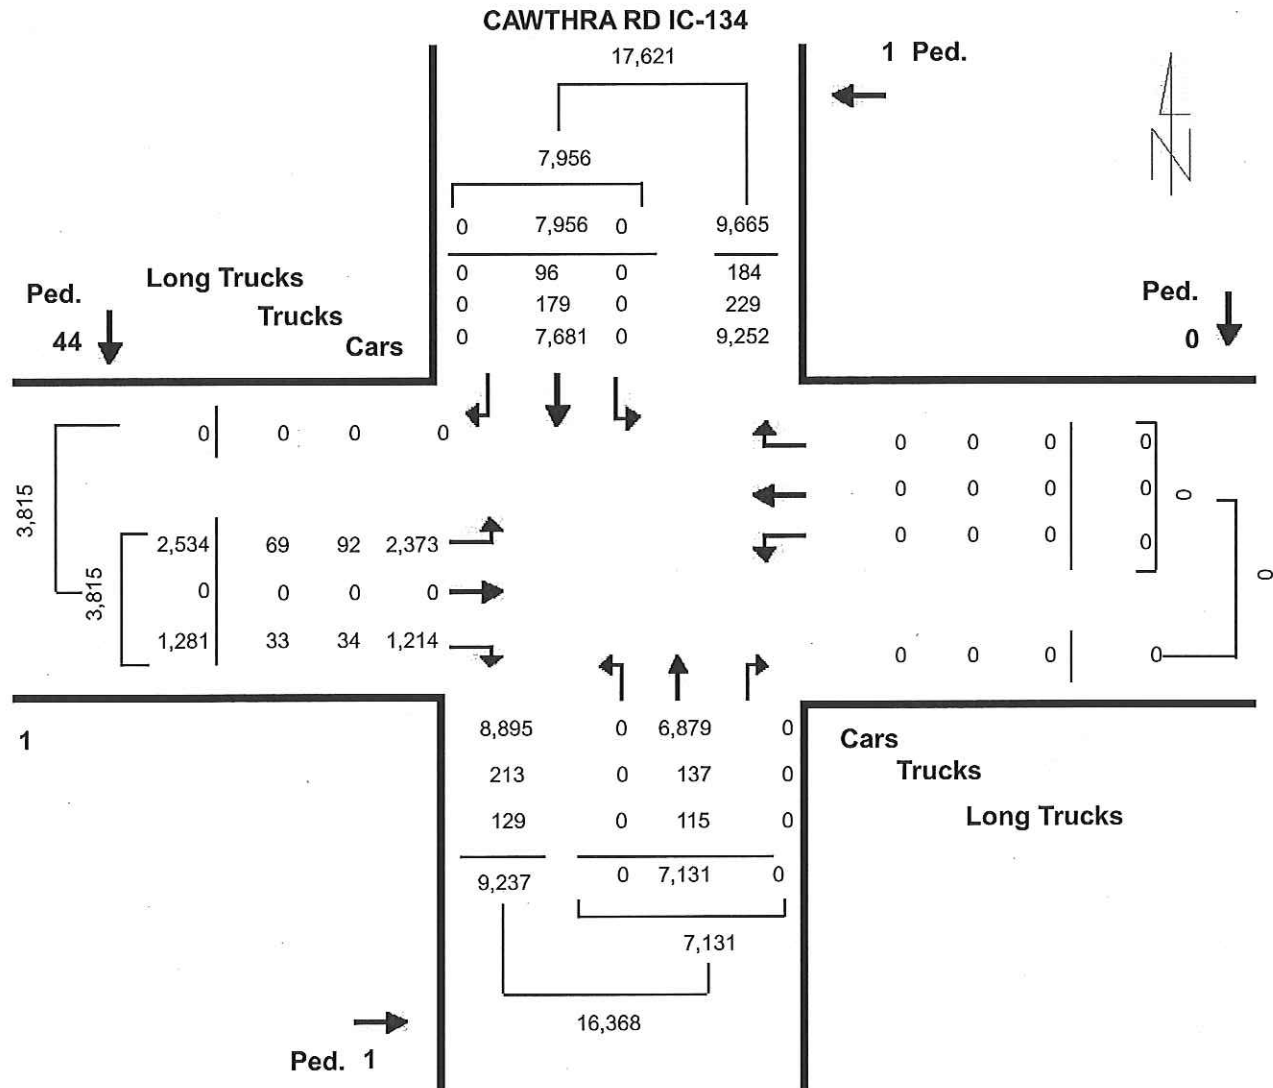 CAWTHRA RD IC-134
17,621
1 Ped.
N
7,956
0 7,956 0 9,665
0 96 0 184
0 179 0 229
0 7,681 0 9,252
Long Trucks
Trucks
Cars
Ped.
44
Ped.
0
0 0 0 0
3,815
2,534 69 92 2,373
0 0 0 0
1,281 33 34 1,214
3,815
0 0 0 0
0 0 0 0
0 0 0 0
0
0 0 0 0
0
1
8,895 0 6,879 0
213 0 137 0
129 0 115 0
9,237 0 7,131 0
7,131
16,368
Cars
Trucks
Long Trucks
Ped. 1